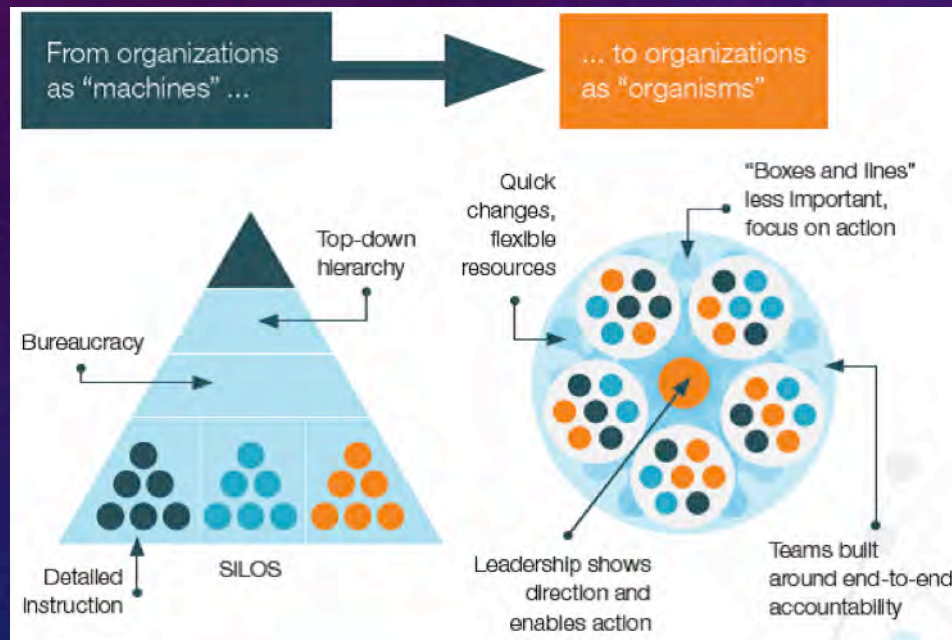 From organizations
as “machines” ...
... to organizations
as “organisms”
Top-down
hierarchy
Bureaucracy
Detailed
instruction
SILOS
Quick
changes,
flexible
resources
“Boxes and lines”
less important,
focus on action
Leadership shows
direction and
enables action
Teams built
around end-to-end
accountability